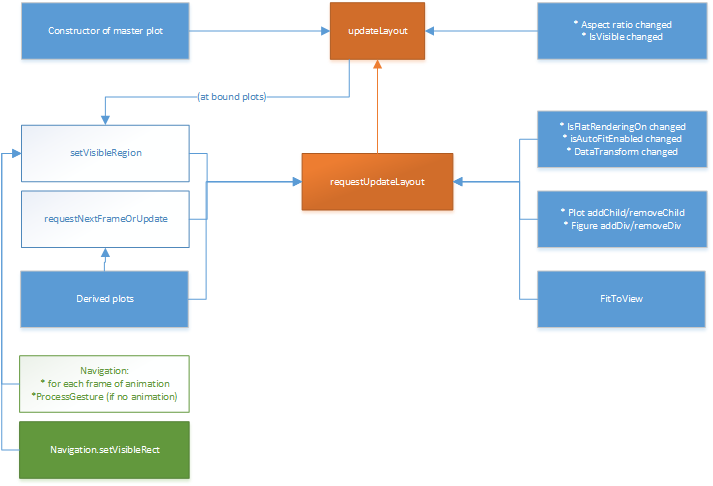 Constructor of master plot
updateLayout
* Aspect ratio changed
* IsVisible changed
(at bound plots)
setVisibleRegion
* IsFlatRenderingOn changed
* isAutoFitEnabled changed
* DataTransform changed
requestUpdateLayout
requestNextFrameOrUpdate
* Plot addChild/removeChild
* Figure addDiv/removeDiv
Derived plots
FitToView
Navigation:
* for each frame of animation
*ProcessGesture (if no animation)
Navigation.setVisibleRect